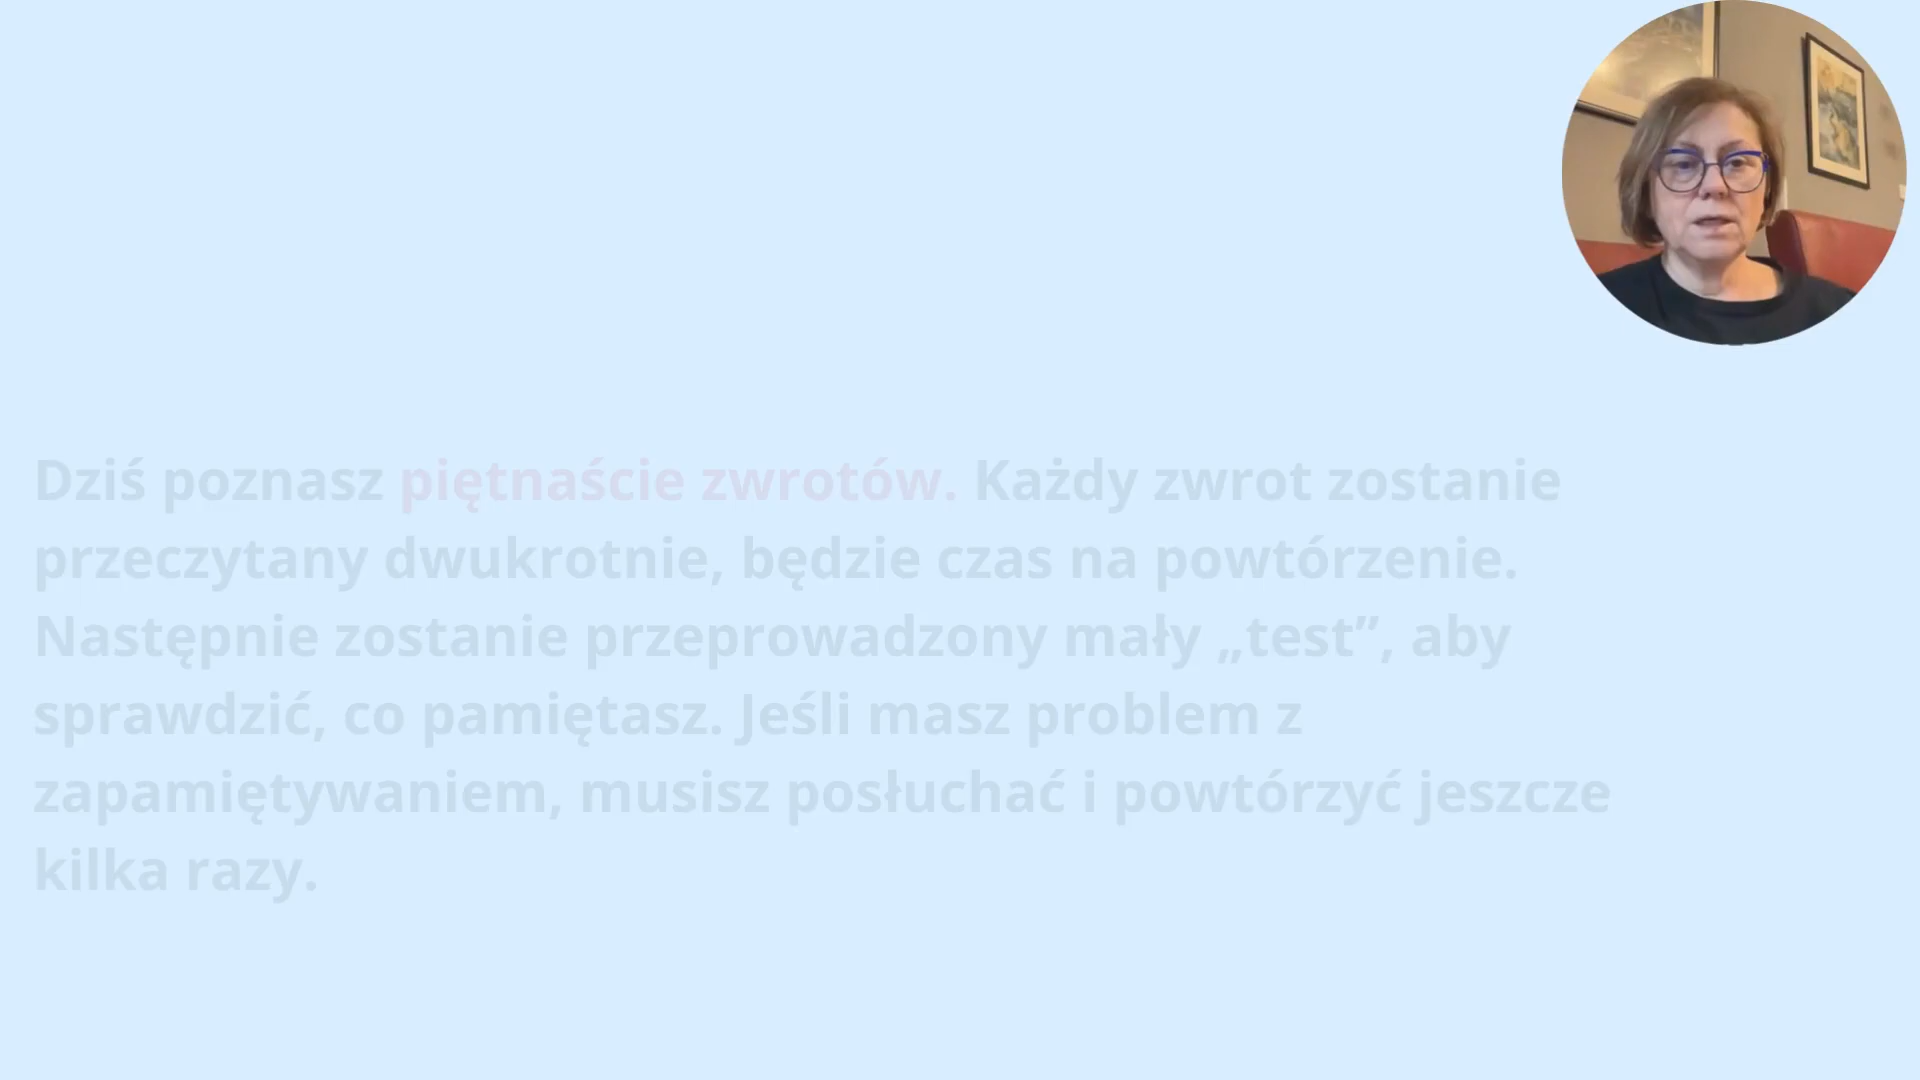 Dziś poznasz piętnaście zwrotów. Każdy zwrot zostanie
przeczytany dwukrotnie, będzie czas na powtórzenie.
Następnie zostanie przeprowadzony mały „test”, aby
sprawdzić, co pamiętasz. Jeśli masz problem z
zapamiętywaniem, musisz posłuchać i powtórzyć jeszcze
kilka razy.